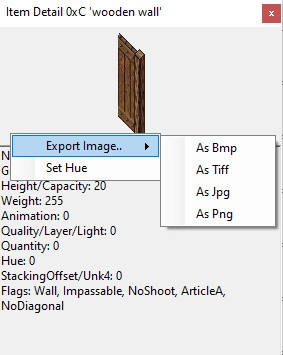 Item Detail 0xC 'wooden wall'
x
Export Image..
As Bmp
Set Hue
As Tiff
As Jpg
As Png
N
G
Height/Capacity: 20
Weight: 255
Animation: 0
Quality/Layer/Light: 0
Quantity: 0
Hue: 0
StackingOffset/Unk4: 0
Flags: Wall, Impassable, NoShoot, ArticleA,
NoDiagonal